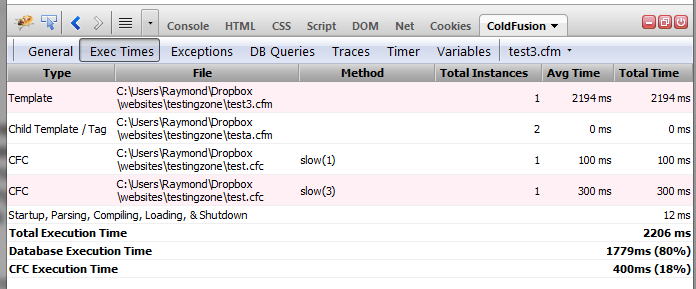 Console HTML CSS Script DOM Net Cookies ColdFusion
General Exec Times Exceptions DB Queries Traces Timer Variables test3.cfm
Type File Method Total Instances Avg Time Total Time
Template C:\Users\Raymond\Dropbox
\websites\testingzone\test3.cfm 1 2194 ms 2194 ms
Child Template / Tag C:\Users\Raymond\Dropbox
\websites\testingzone\testa.cfm 2 0 ms 0 ms
CFC C:\Users\Raymond\Dropbox
\websites\testingzone\test.cfc slow(1) 1 100 ms 100 ms
CFC C:\Users\Raymond\Dropbox
\websites\testingzone\test.cfc slow(3) 1 300 ms 300 ms
Startup, Parsing, Compiling, Loading, & Shutdown 12 ms
Total Execution Time 2206 ms
Database Execution Time 1779ms (80%)
CFC Execution Time 400ms (18%)